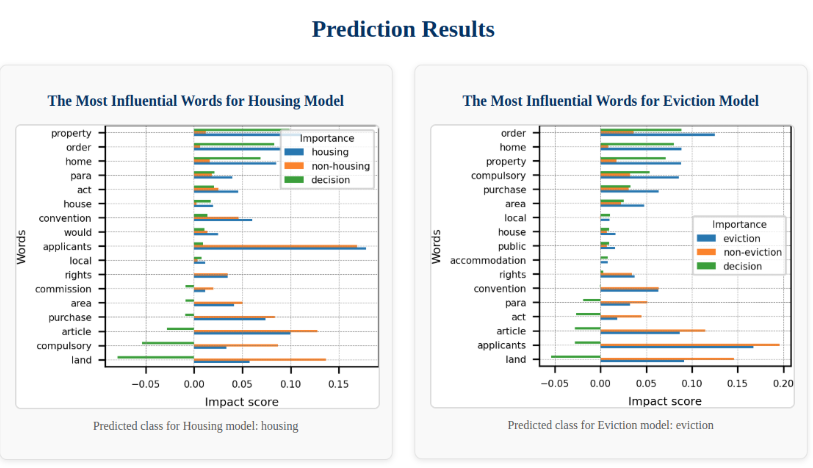 Prediction Results
The Most Influential Words for Housing Model
property
order
home
para
act
house
convention
would
applicants
local
rights
commission
area
purchase
article
compulsory
land
Words
Importance
housing
non-housing
decision
−0.05 0.00 0.05 0.10 0.15
Impact score
Predicted class for Housing model: housing
The Most Influential Words for Eviction Model
order
home
property
compulsory
purchase
area
local
house
public
accommodation
rights
convention
para
act
article
applicants
land
Words
Importance
eviction
non-eviction
decision
−0.05 0.00 0.05 0.10 0.15 0.20
Impact score
Predicted class for Eviction model: eviction